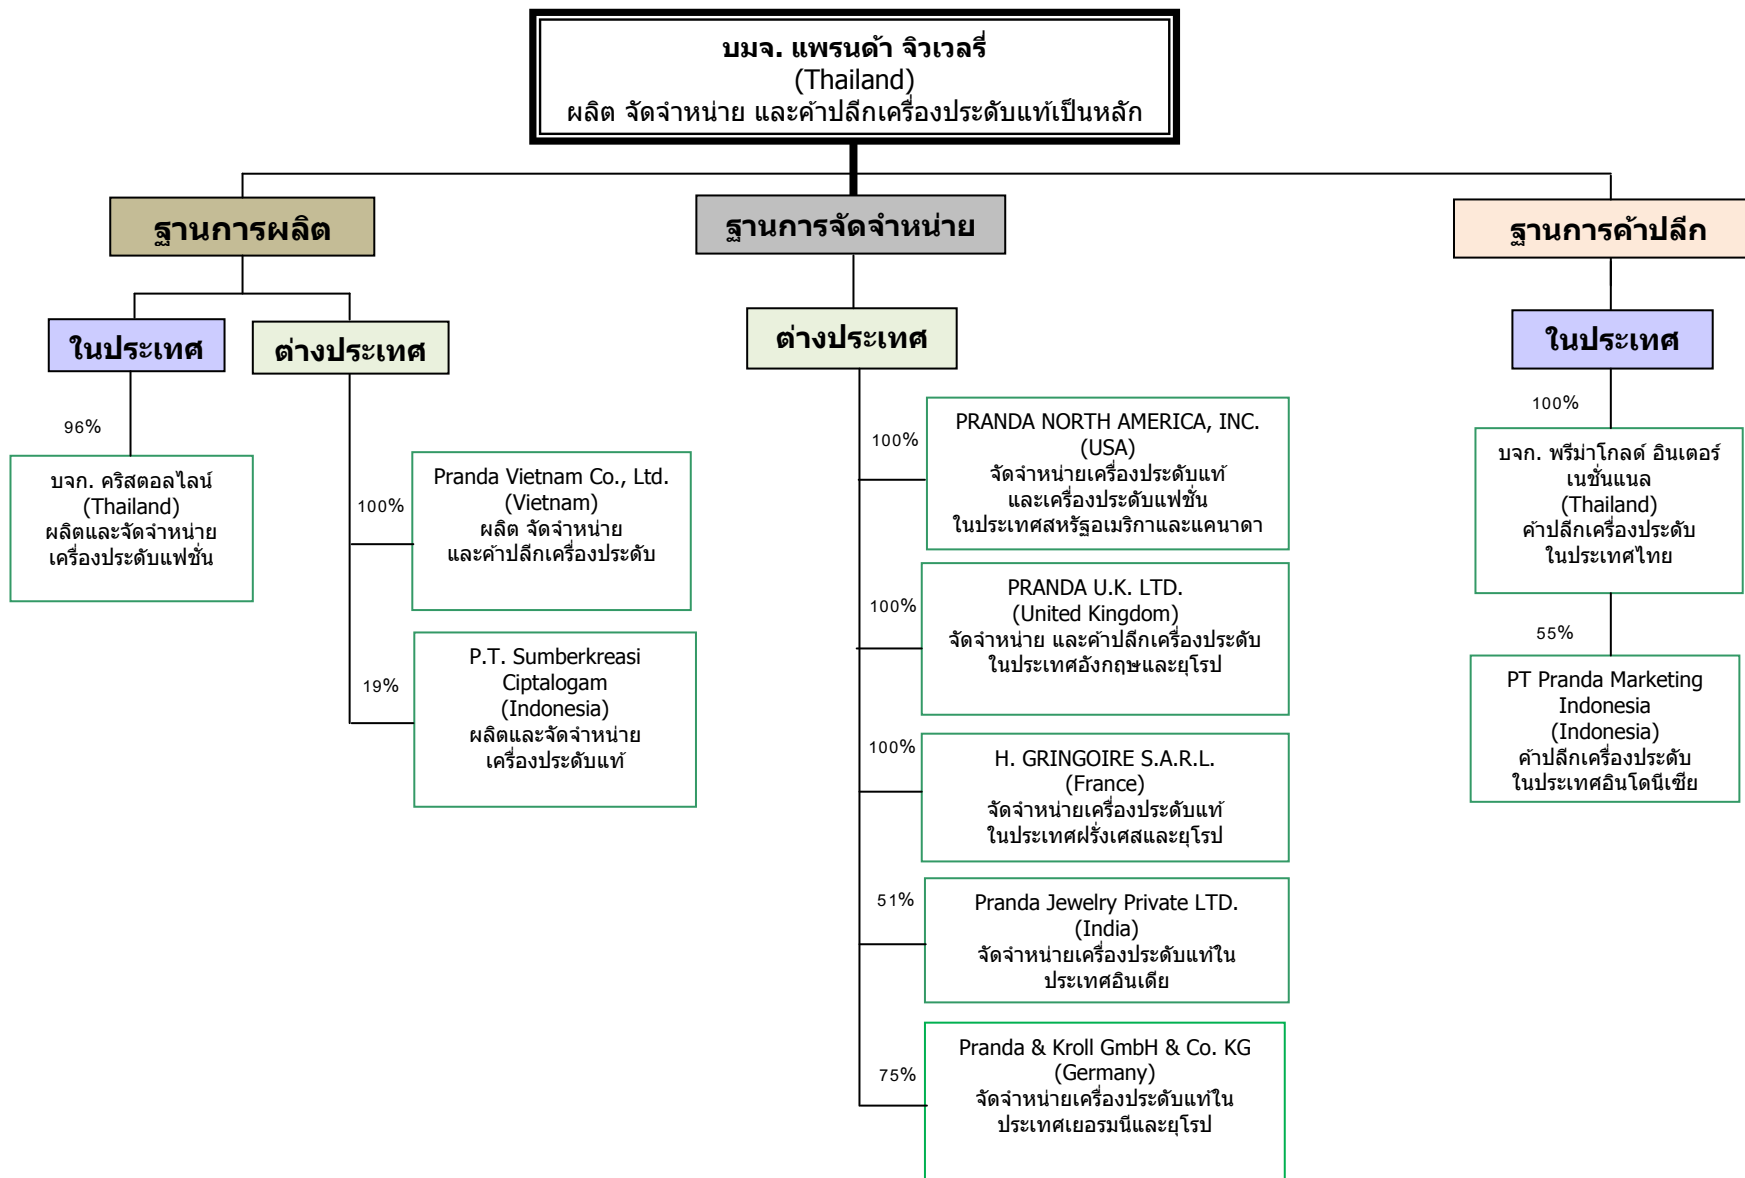 บมจ. แพรนด้า จิวเวลรี่
(Thailand)
ผลิต จัดจำหน่าย และค้าปลีกเครื่องประดับแท้เป็นหลัก
ฐานการผลิต
ฐานการจัดจำหน่าย
ฐานการค้าปลีก
ในประเทศ
ต่างประเทศ
ต่างประเทศ
ในประเทศ
96%
บจก. คริสตอลไลน์
(Thailand)
ผลิตและจัดจำหน่าย
เครื่องประดับแฟชั่น
100%
Pranda Vietnam Co., Ltd.
(Vietnam)
ผลิต จัดจำหน่าย
และค้าปลีกเครื่องประดับ
19%
P.T. Sumberkreasi
Ciptalogam
(Indonesia)
ผลิตและจัดจำหน่าย
เครื่องประดับแท้
100%
PRANDA NORTH AMERICA, INC.
(USA)
จัดจำหน่ายเครื่องประดับแท้
และเครื่องประดับแฟชั่น
ในประเทศสหรัฐอเมริกาและแคนาดา
100%
PRANDA U.K. LTD.
(United Kingdom)
จัดจำหน่าย และค้าปลีกเครื่องประดับ
ในประเทศอังกฤษและยุโรป
100%
H. GRINGOIRE S.A.R.L.
(France)
จัดจำหน่ายเครื่องประดับแท้
ในประเทศฝรั่งเศสและยุโรป
51%
Pranda Jewelry Private LTD.
(India)
จัดจำหน่ายเครื่องประดับแท้ใน
ประเทศอินเดีย
75%
Pranda & Kroll GmbH & Co. KG
(Germany)
จัดจำหน่ายเครื่องประดับแท้ใน
ประเทศเยอรมนีและยุโรป
100%
บจก. พรีม่าโกลด์ อินเตอร์
เนชั่นแนล
(Thailand)
ค้าปลีกเครื่องประดับ
ในประเทศไทย
55%
PT Pranda Marketing
Indonesia
(Indonesia)
ค้าปลีกเครื่องประดับ
ในประเทศอินโดนีเซีย